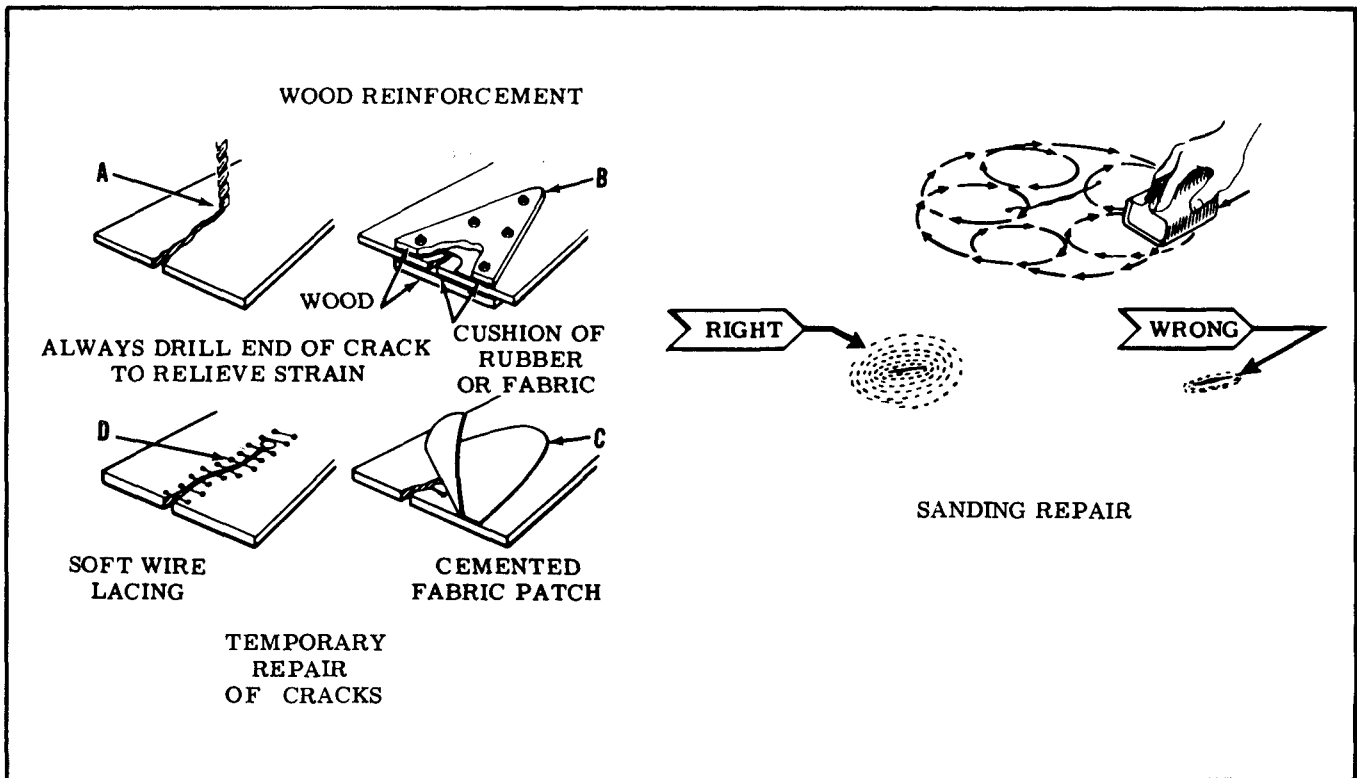 WOOD REINFORCEMENT
A
B
WOOD
ALWAYS DRILL END OF CRACK
TO RELIEVE STRAIN
CUSHION OF
RUBBER
OR FABRIC
D
C
SOFT WIRE
LACING
CEMENTED
FABRIC PATCH
TEMPORARY
REPAIR
OF CRACKS
RIGHT
WRONG
SANDING REPAIR